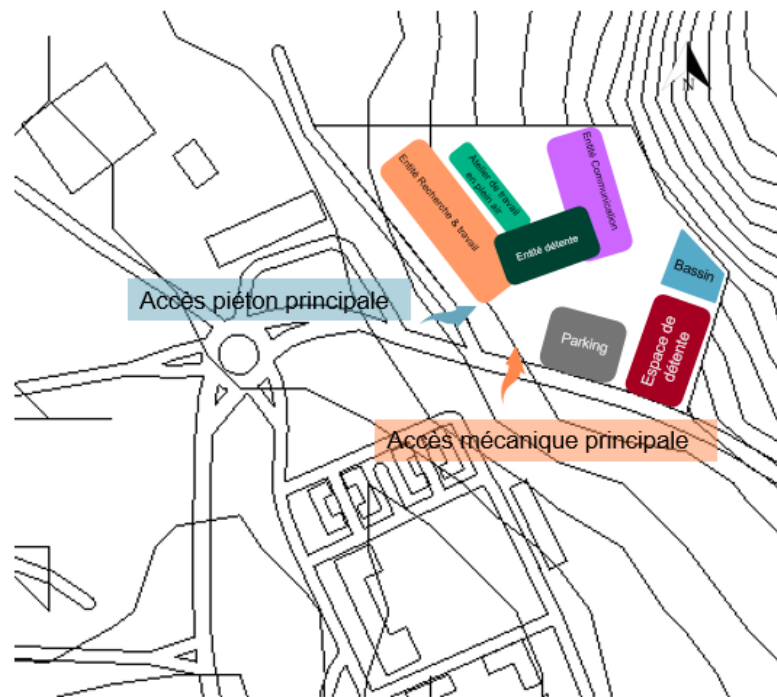 N
Entité Recherche & travail
Atelier de travail
en plein air
Entité Communication
Entité détente
Bassin
Accès piéton principale
Parking
Espace de
détente
Accès mécanique principale